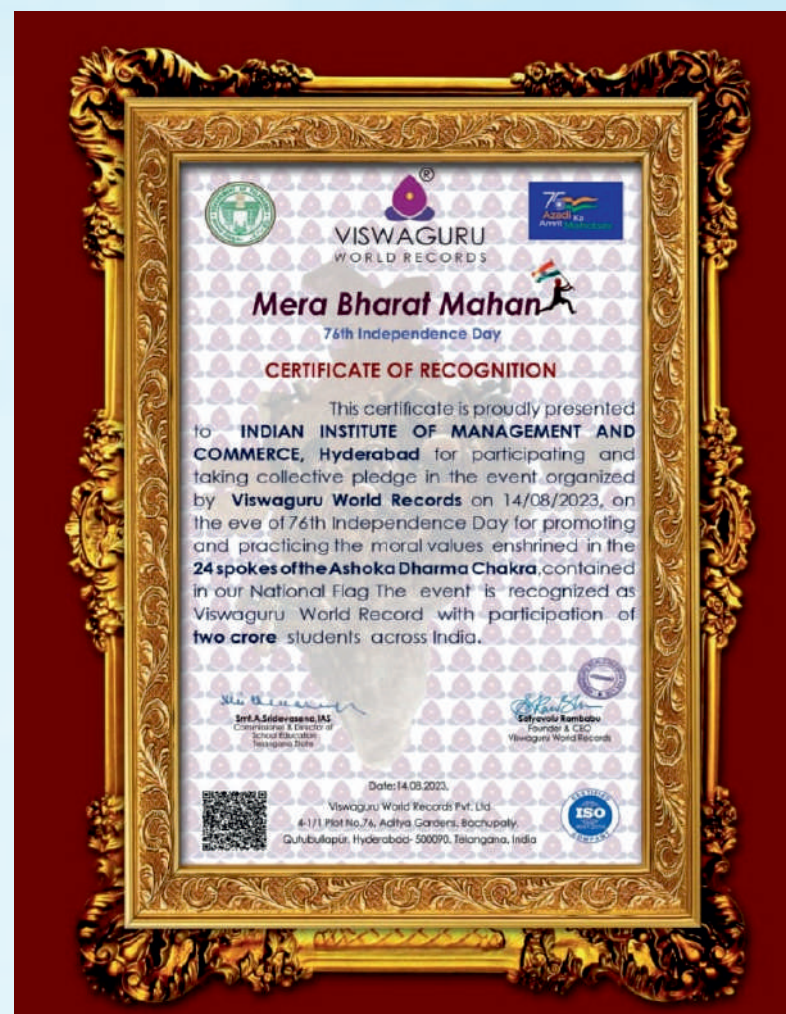 ®
VISWAGURU
WORLD RECORDS
75
Azadi Ka
Amrit Mahotsav
Mera Bharat Mahan
76th Independence Day
CERTIFICATE OF RECOGNITION
This certificate is proudly presented
to INDIAN INSTITUTE OF MANAGEMENT AND
COMMERCE, Hyderabad for participating and
taking collective pledge in the event organized
by Viswaguru World Records on 14/08/2023, on
the eve of 76th Independence Day for promoting
and practicing the moral values enshrined in the
24 spokes of the Ashoka Dharma Chakra, contained
in our National Flag The event is recognized as
Viswaguru World Record with participation of
two crore students across India.
Smt.A.Sridevasena,IAS
Commissioner & Director of
School Education
Telangana State
Satyavolu Rambabu
Founder & CEO
Viswaguru World Records
Date:14.08.2023,
Viswaguru World Records Pvt. Ltd
4-1/1 Plot No.76, Aditya Gardens, Bachupally,
Qutubullapur, Hyderabad- 500090, Telangana, India
CERTIFIED
ISO
COMPANY